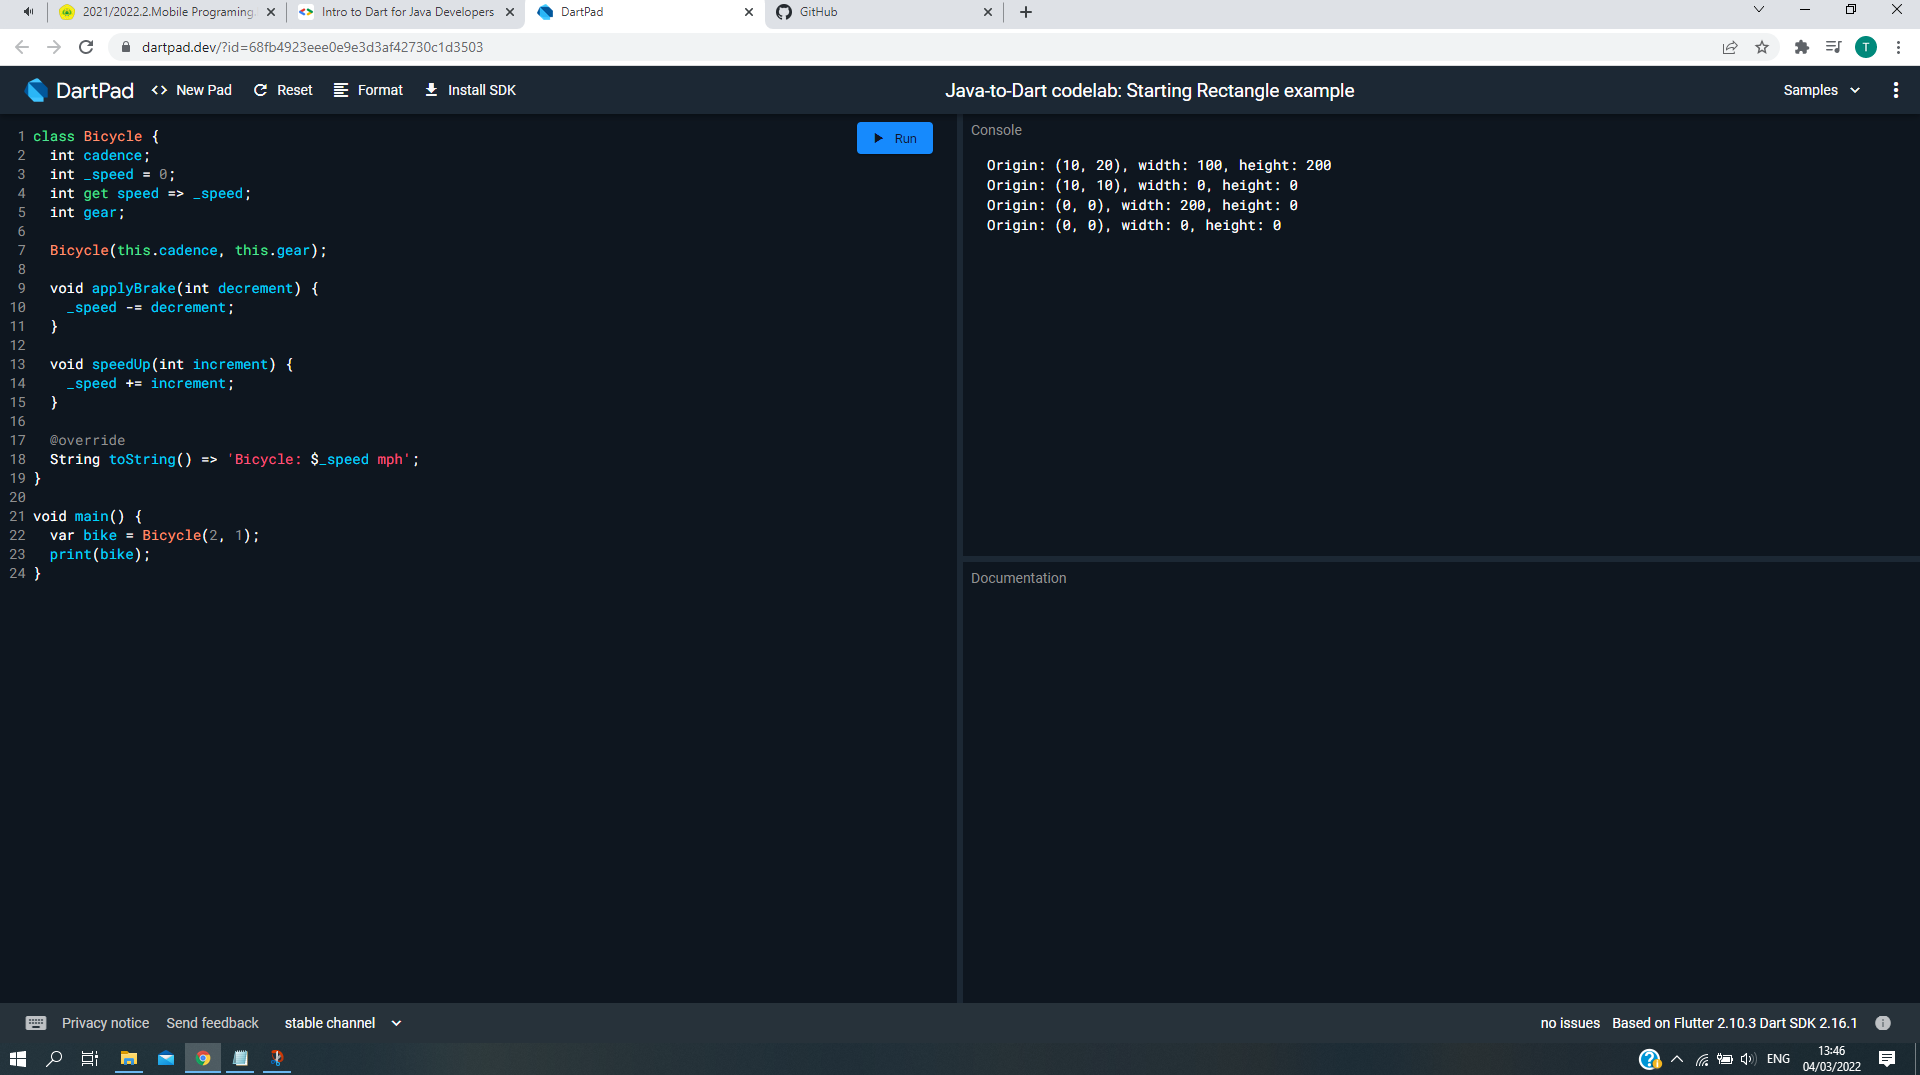 2021/2022.2.Mobile Programing. Intro to Dart for Java Developers DartPad GitHub
dartpad.dev/?id=68fb4923eee0e9e3d3af42730c1d3503 T
DartPad <> New Pad Reset Format Install SDK Java-to-Dart codelab: Starting Rectangle example Samples
1 class Bicycle {
2   int cadence;
3   int _speed = 0;
4   int get speed => _speed;
5   int gear;
6
7   Bicycle(this.cadence, this.gear);
8
9   void applyBrake(int decrement) {
10     _speed -= decrement;
11   }
12
13   void speedUp(int increment) {
14     _speed += increment;
15   }
16
17   @override
18   String toString() => 'Bicycle: $_speed mph';
19 }
20
21 void main() {
22   var bike = Bicycle(2, 1);
23   print(bike);
24 }
Run
Console
Origin: (10, 20), width: 100, height: 200
Origin: (10, 10), width: 0, height: 0
Origin: (0, 0), width: 200, height: 0
Origin: (0, 0), width: 0, height: 0
Documentation
Privacy notice Send feedback stable channel no issues Based on Flutter 2.10.3 Dart SDK 2.16.1
ENG
13:46
04/03/2022